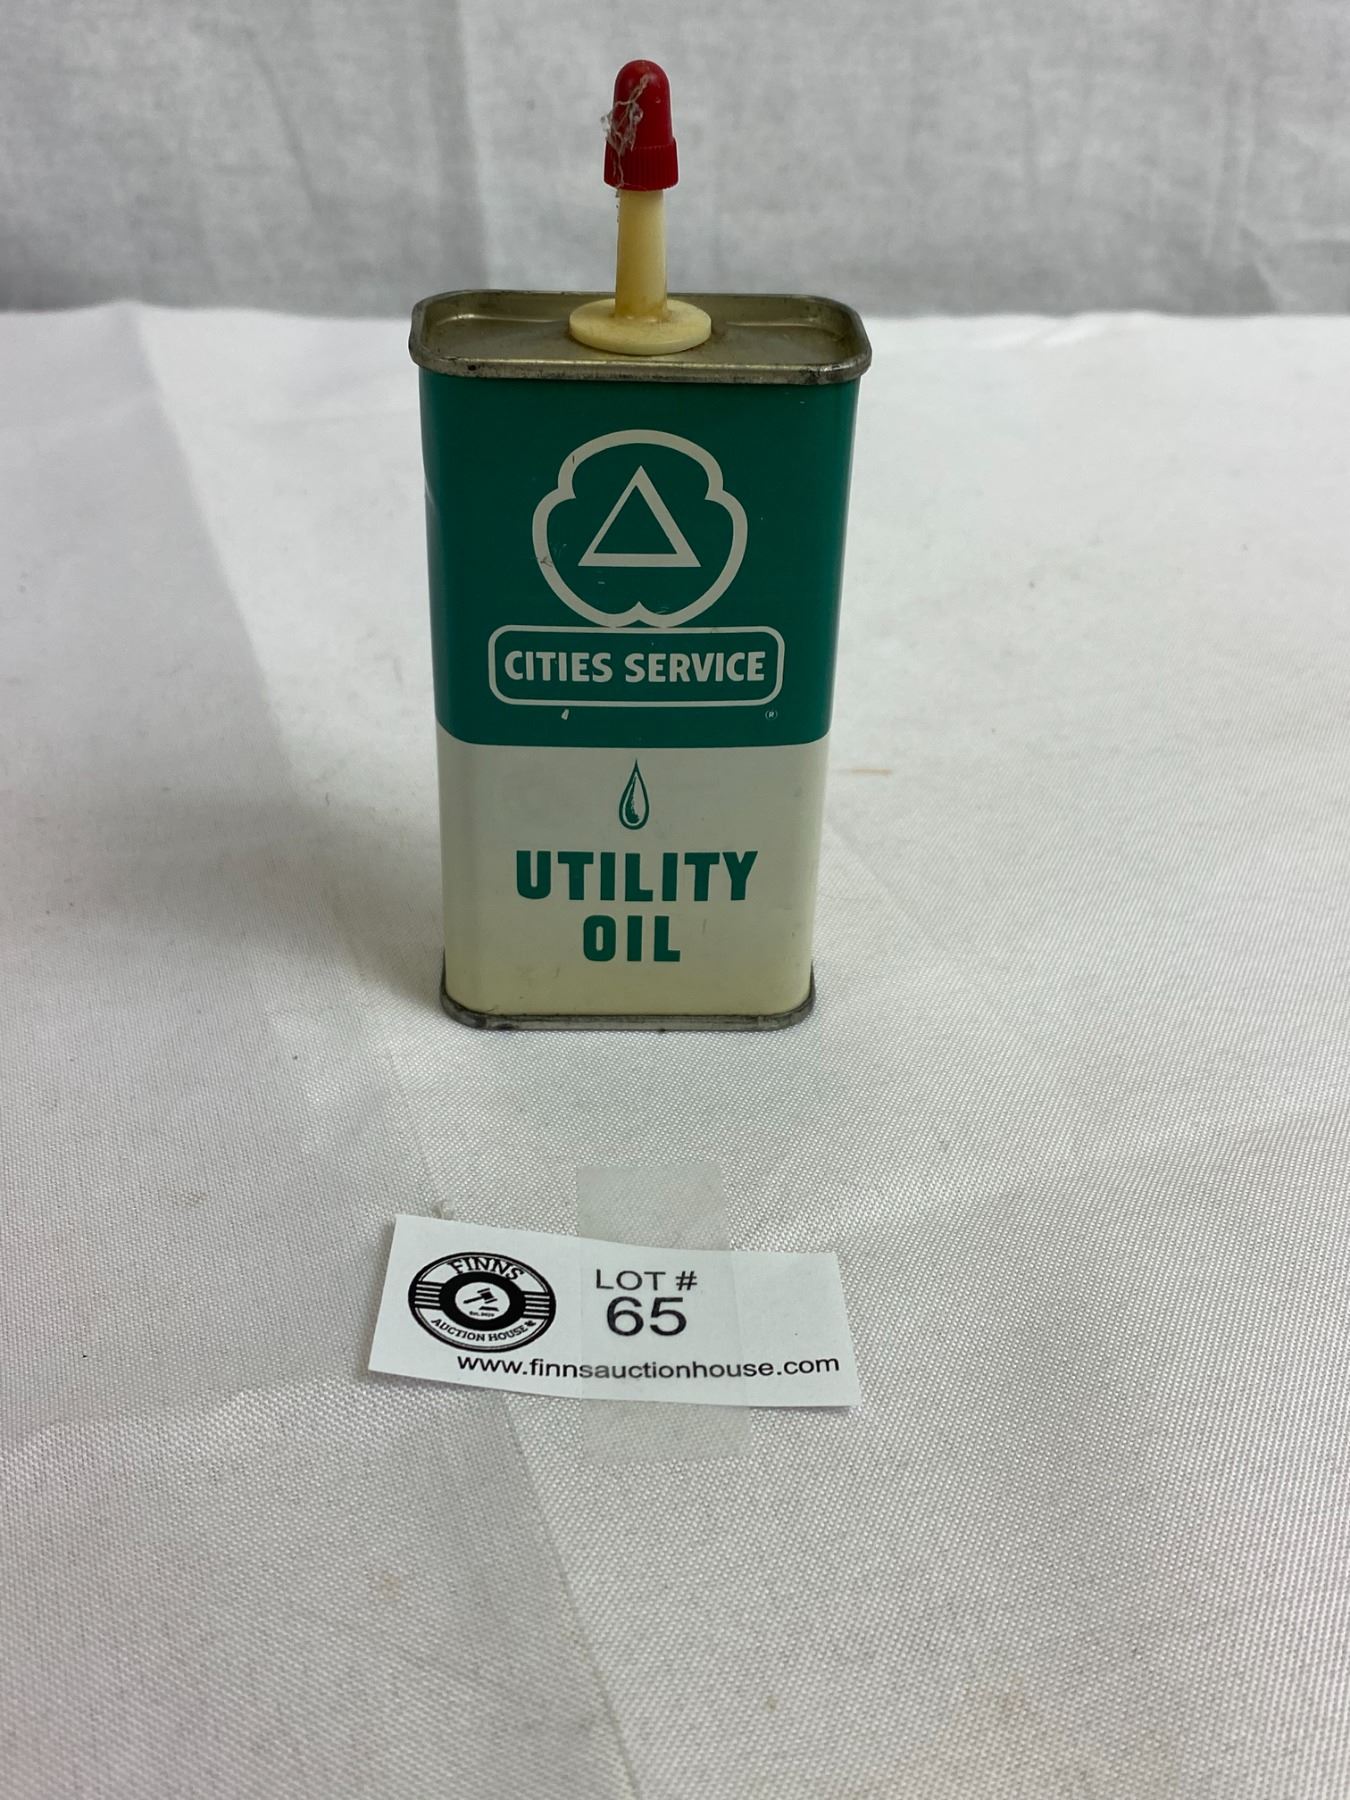 CITIES SERVICE
®
UTILITY
OIL
FINNS
AUCTION HOUSE
LOT #
65
www.finnsauctionhouse.com